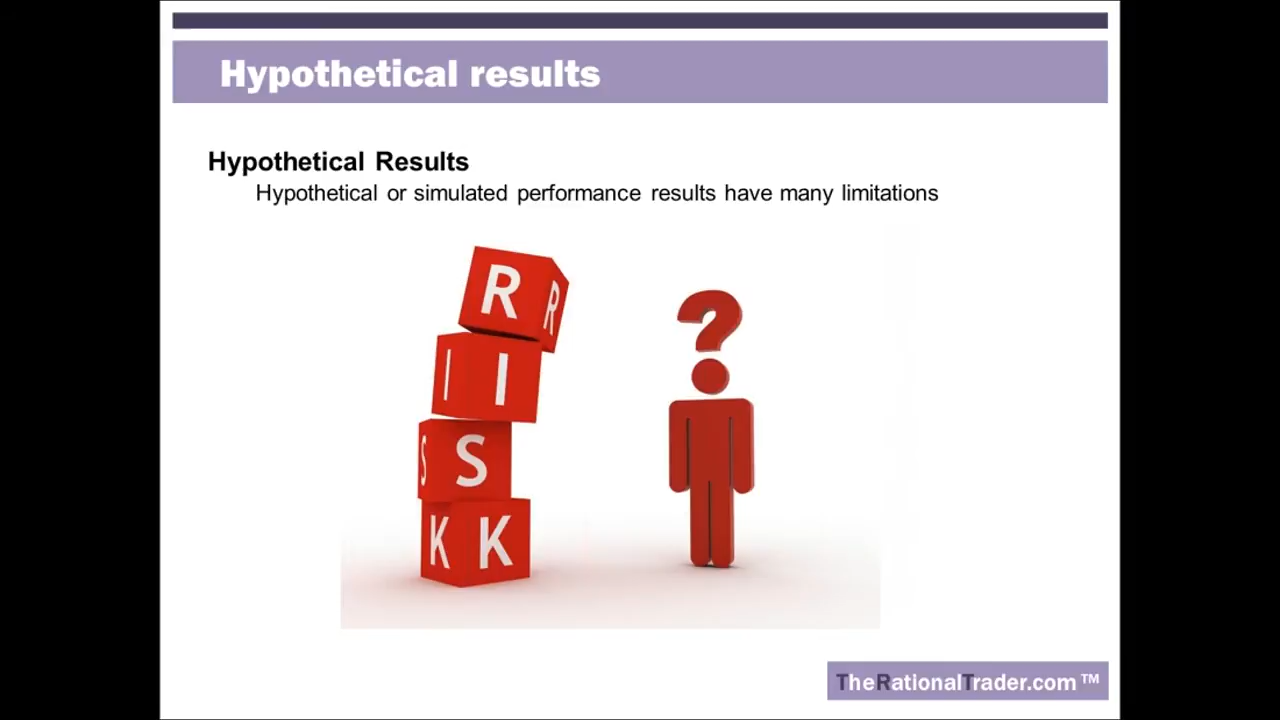 Hypothetical results
Hypothetical Results
Hypothetical or simulated performance results have many limitations
R R
I I
S S
K K
?
TheRationalTrader.com™